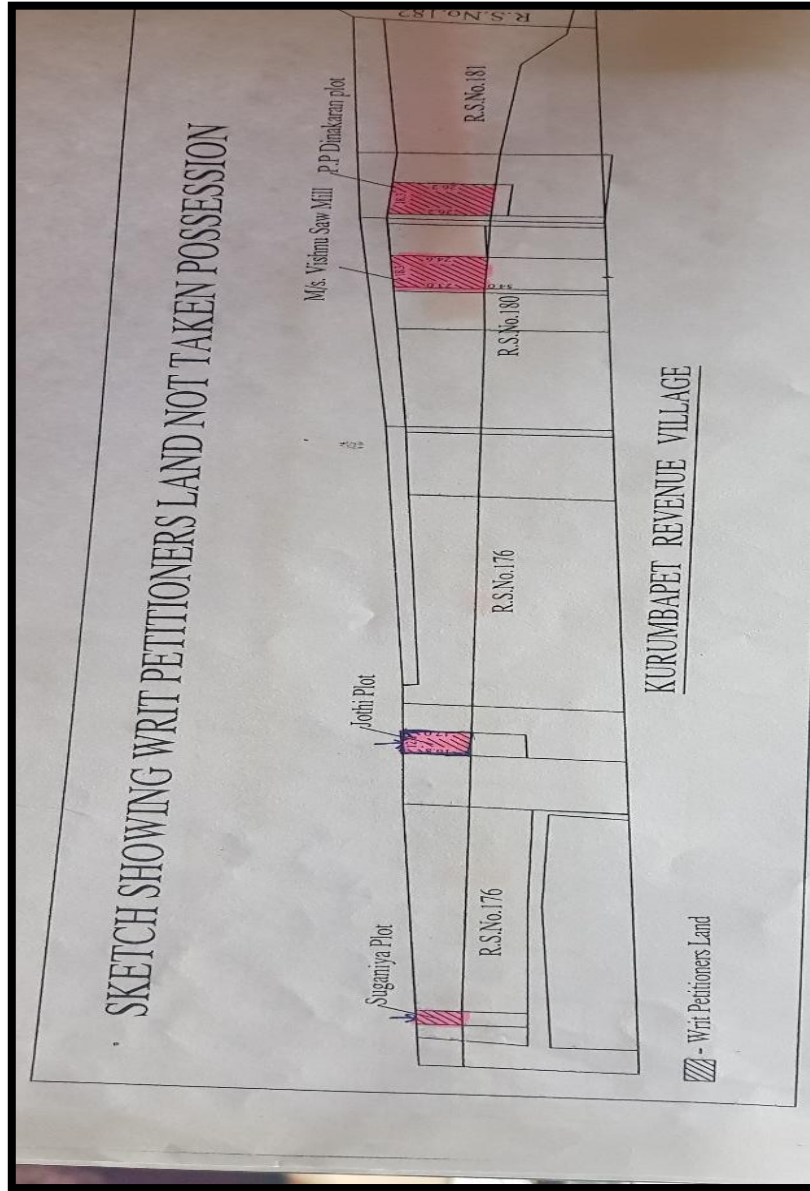 SKETCH SHOWING WRIT PETITIONERS LAND NOT TAKEN POSSESSION
Suganiya Plot
Jothi Plot
M/s. Vishnu Saw Mill
P.P Dinakaran plot
R.S.No.182
R.S.No.176
R.S.No.176
R.S.No.180
R.S.No.181
KURUMBAPET REVENUE VILLAGE
- Writ Petitioners Land